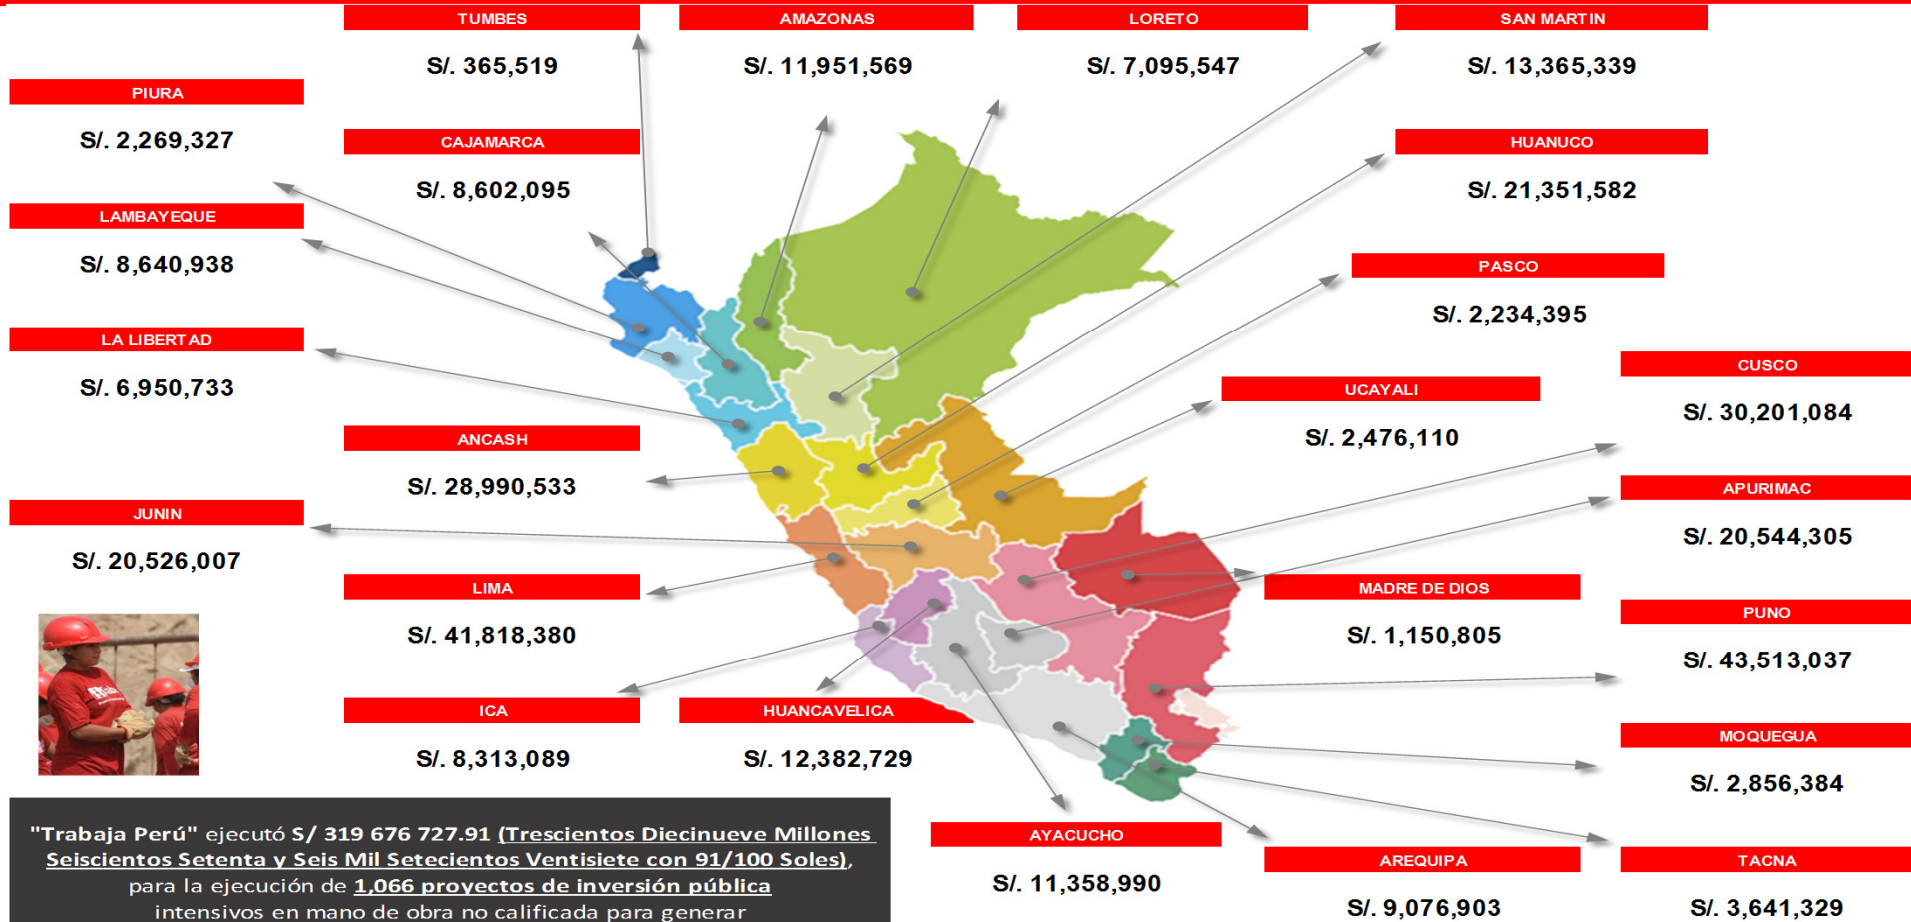 TUMBES
S/. 365,519
AMAZONAS
S/. 11,951,569
LORETO
S/. 7,095,547
SAN MARTIN
S/. 13,365,339
PIURA
S/. 2,269,327
CAJAMARCA
S/. 8,602,095
HUANUCO
S/. 21,351,582
LAMBAYEQUE
S/. 8,640,938
PASCO
S/. 2,234,395
LA LIBERTAD
S/. 6,950,733
CUSCO
S/. 30,201,084
UCAYALI
S/. 2,476,110
ANCASH
S/. 28,990,533
APURIMAC
S/. 20,544,305
JUNIN
S/. 20,526,007
LIMA
S/. 41,818,380
MADRE DE DIOS
S/. 1,150,805
PUNO
S/. 43,513,037
ICA
S/. 8,313,089
HUANCAVELICA
S/. 12,382,729
MOQUEGUA
S/. 2,856,384
AYACUCHO
S/. 11,358,990
AREQUIPA
S/. 9,076,903
TACNA
S/. 3,641,329
"Trabaja Perú" ejecutó S/ 319 676 727.91 (Trescientos Diecinueve Millones
Seiscientos Setenta y Seis Mil Setecientos Ventisiete con 91/100 Soles),
para la ejecución de 1,066 proyectos de inversión pública
intensivos en mano de obra no calificada para generar